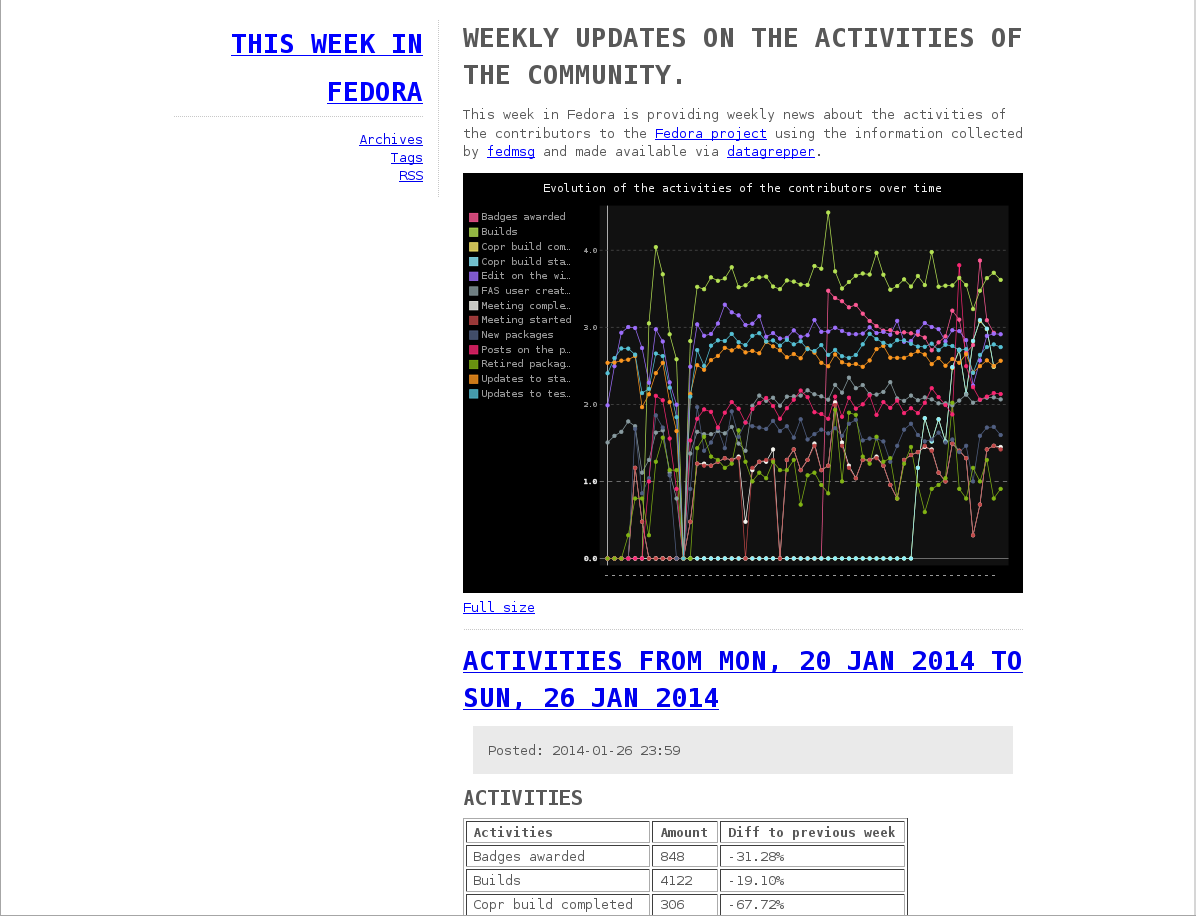 THIS WEEK IN
FEDORA
Archives
Tags
RSS
WEEKLY UPDATES ON THE ACTIVITIES OF
THE COMMUNITY.
This week in Fedora is providing weekly news about the activities of
the contributors to the Fedora project using the information collected
by fedmsg and made available via datagrepper.
Evolution of the activities of the contributors over time
Badges awarded
Builds
Copr build com…
Copr build sta…
Edit on the wi…
FAS user creat…
Meeting comple…
Meeting started
New packages
Posts on the p…
Retired packag…
Updates to sta…
Updates to tes…
4.0
3.0
2.0
1.0
0.0
Full size
ACTIVITIES FROM MON, 20 JAN 2014 TO
SUN, 26 JAN 2014
Posted: 2014-01-26 23:59
ACTIVITIES
Activities Amount Diff to previous week
Badges awarded 848 -31.28%
Builds 4122 -19.10%
Copr build completed 306 -67.72%